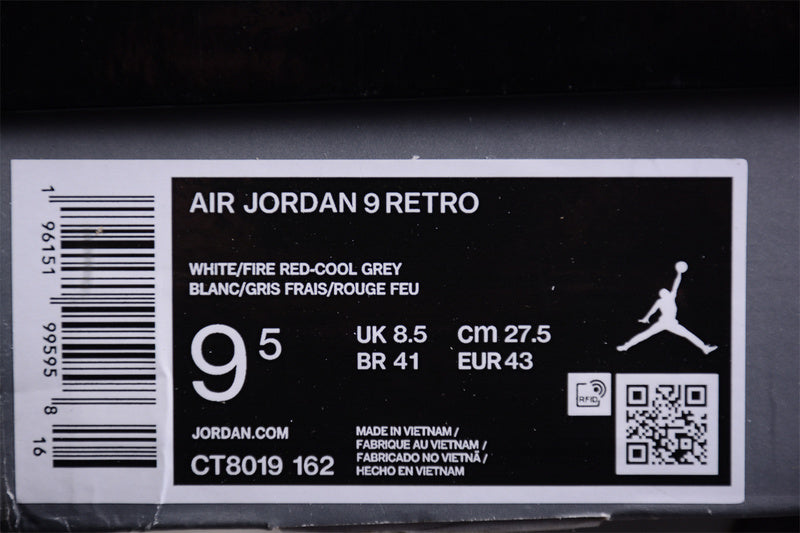 AIR JORDAN 9 RETRO
WHITE/FIRE RED-COOL GREY
BLANC/GRIS FRAIS/ROUGE FEU
9 5
UK 8.5 cm 27.5
BR 41 EUR 43
RFID
JORDAN.COM
CT8019 162
MADE IN VIETNAM /
FABRIQUE AU VIETNAM /
FABRICADO NO VIETNÃ /
HECHO EN VIETNAM
1 96151 99595 8 16